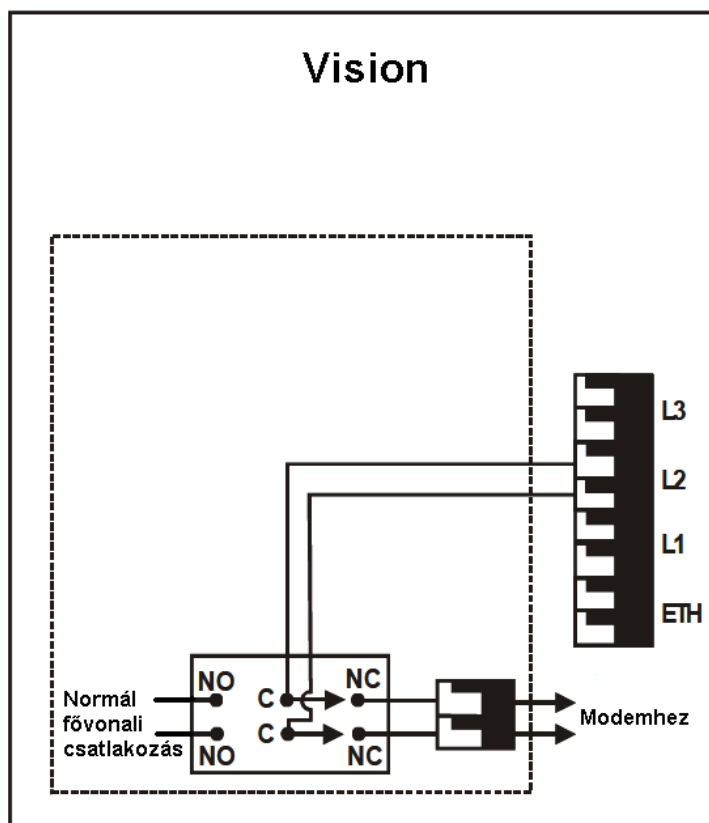 Vision
L3
L2
L1
ETH
NO C NC
Normál
fővonali
csatlakozás
C
NO NC
Modemhez